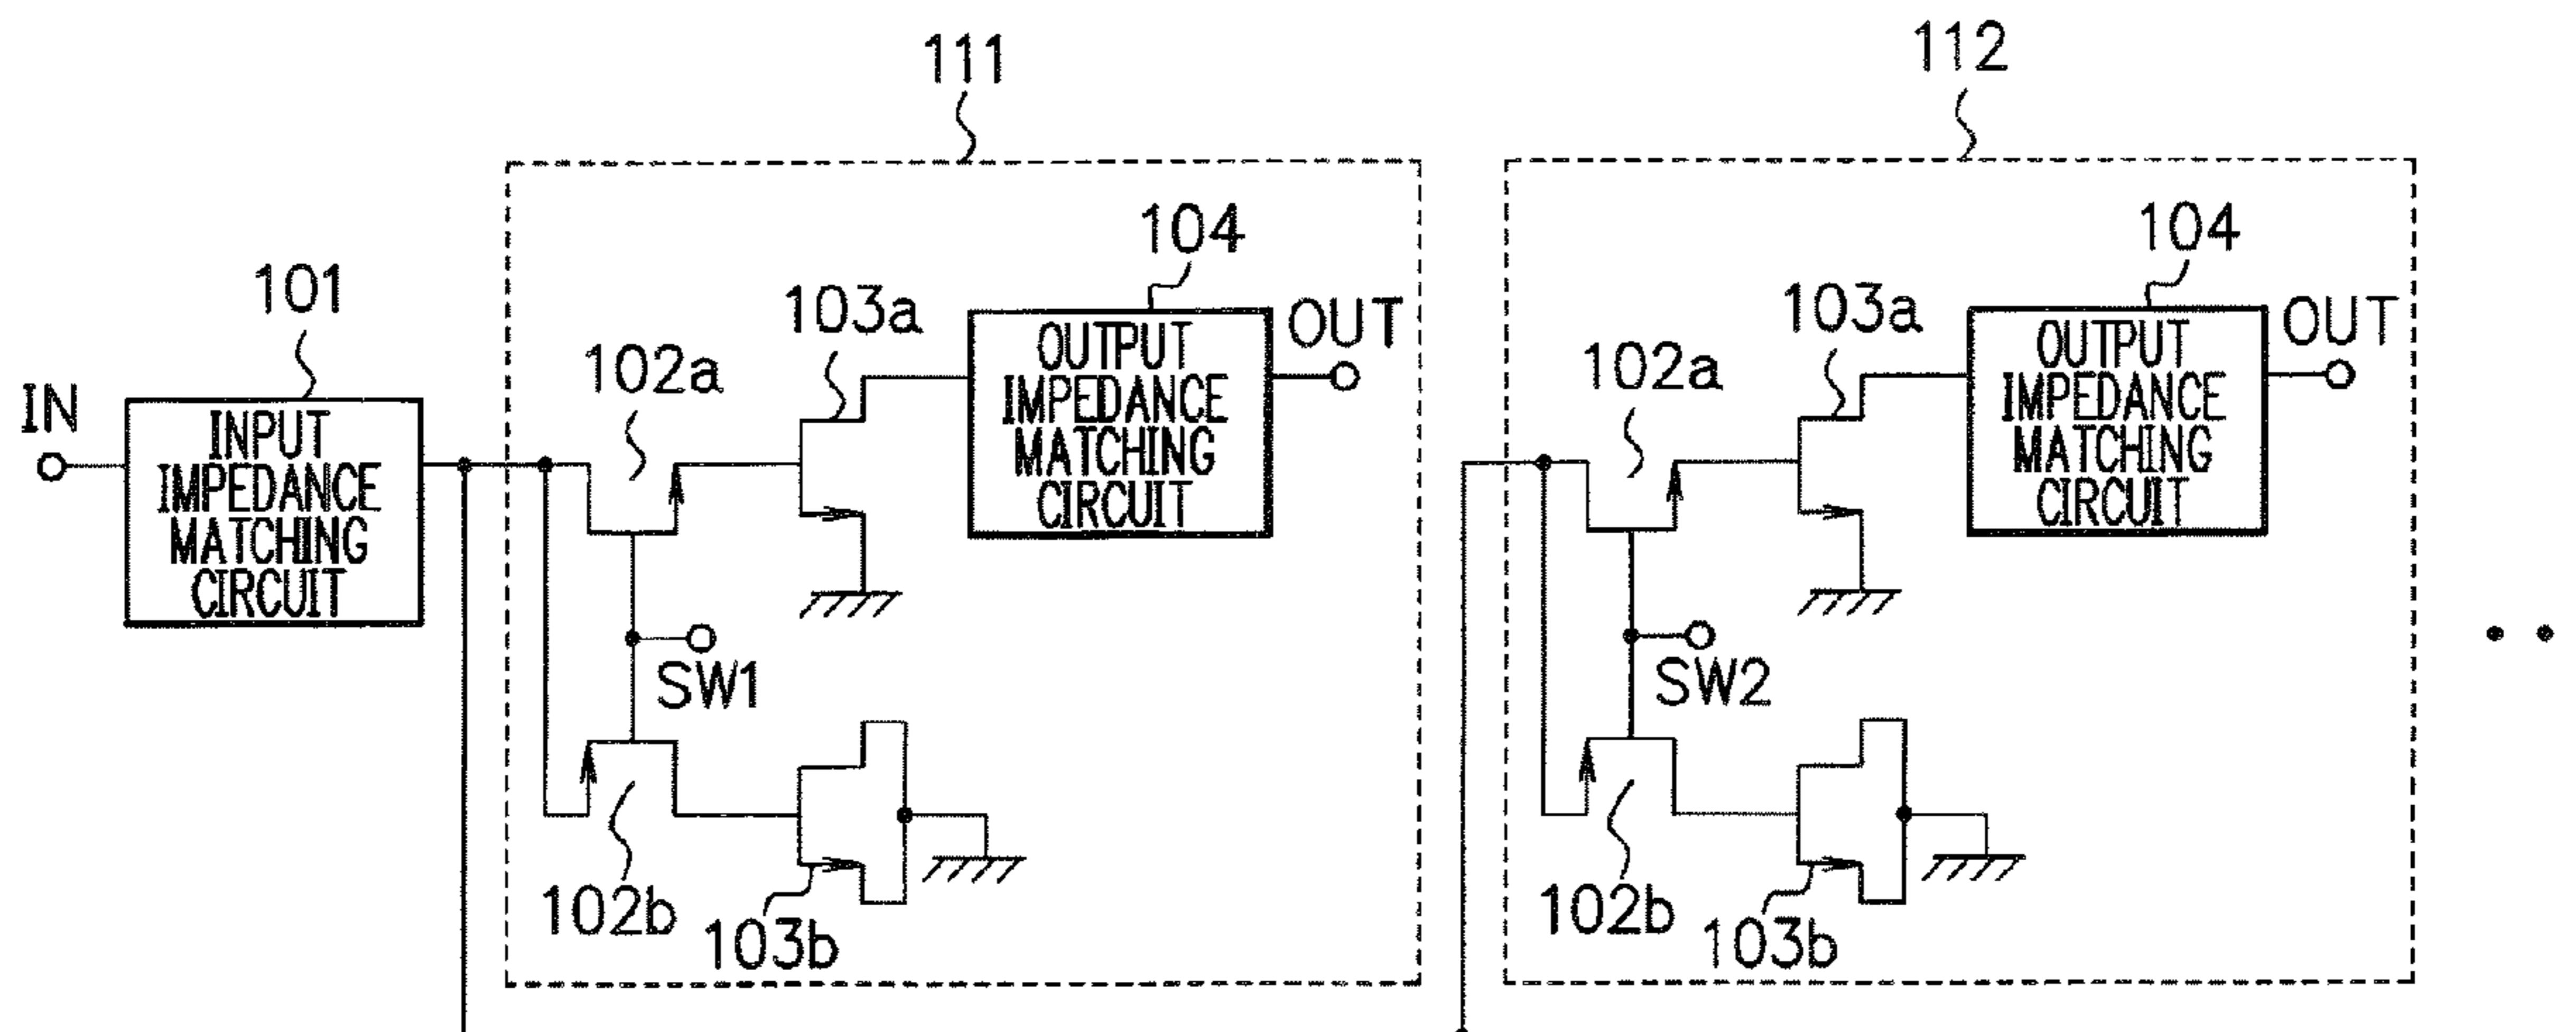 111
112
104
104
101
103a
OUT
103a
OUT
102a
102a
IN
INPUT
IMPEDANCE
MATCHING
CIRCUIT
OUTPUT
IMPEDANCE
MATCHING
CIRCUIT
OUTPUT
IMPEDANCE
MATCHING
CIRCUIT
SW1
SW2
102b
103b
102b
103b